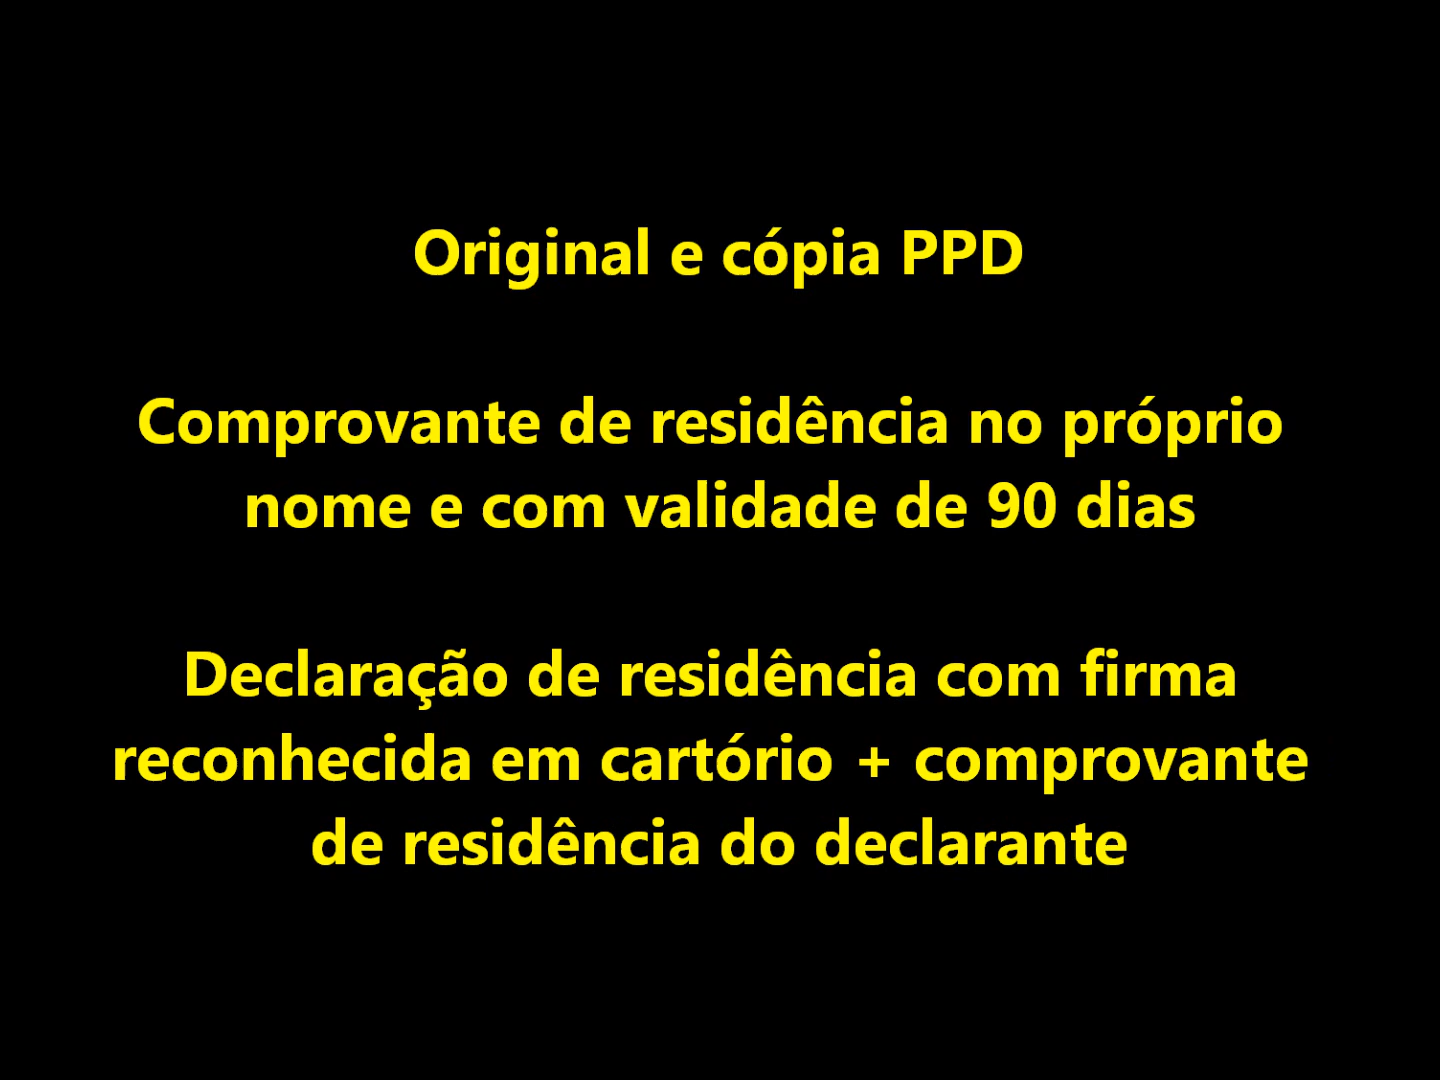 Original e cópia PPD
Comprovante de residência no próprio
nome e com validade de 90 dias
Declaração de residência com firma
reconhecida em cartório + comprovante
de residência do declarante